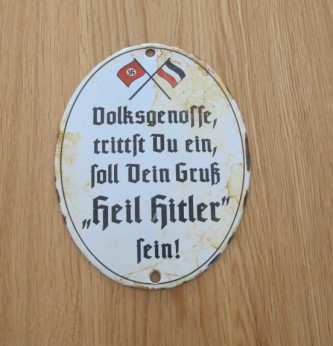 Volksgenoſſe,
trittſt Du ein,
ſoll Dein Gruß
„Heil Hitler"
ſein!